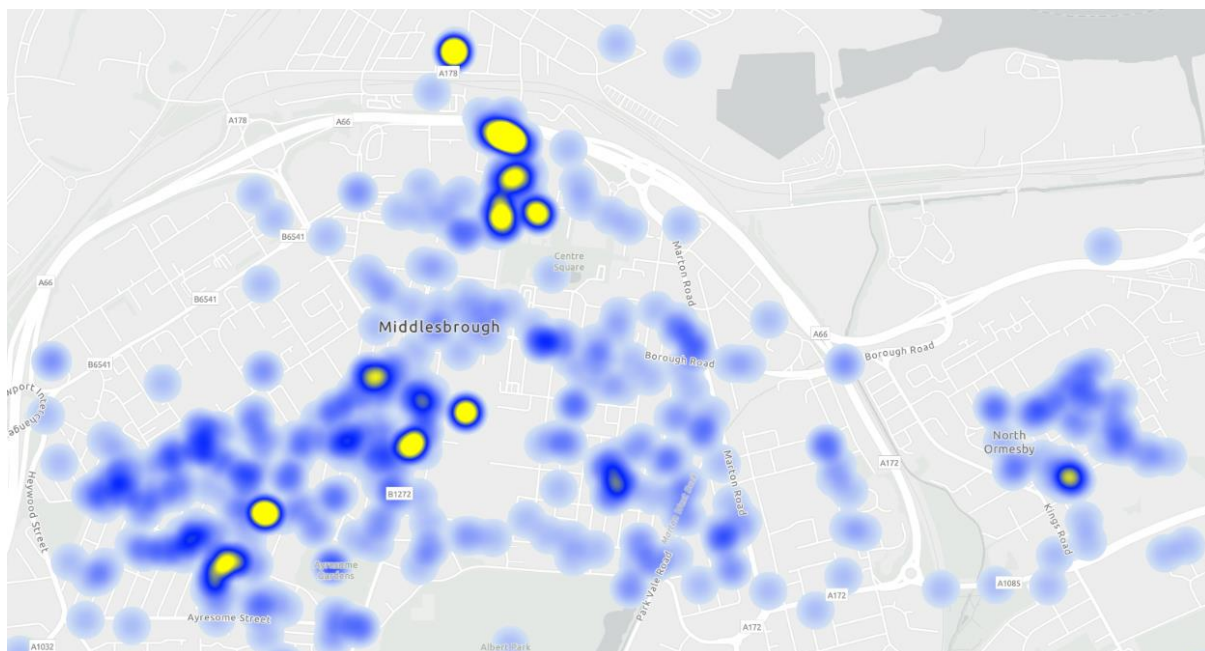 A178
A178
A66
A66
B6541
Centre
Square
Marton Road
A66
B6541
Middlesbrough
A66
Borough Road
Borough Road
B6541
North
Ormesby
A172
Marton Road
Heywood Street
B1272
Kings Road
Park Vale Road
Ayresome
Gardens
A1085
A172
Ayresome Street
A172
A1032
Albert Park